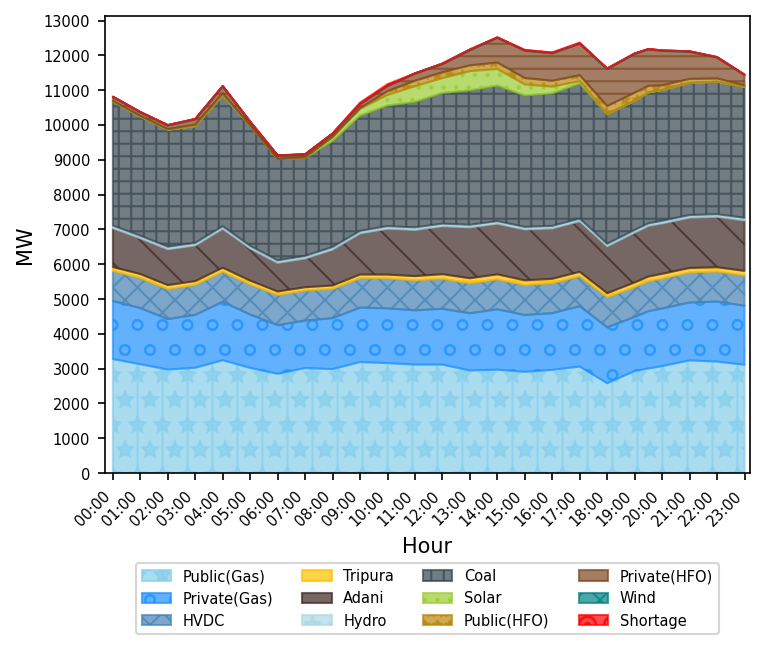 13000
12000
11000
10000
9000
8000
7000
6000
5000
4000
3000
2000
1000
0
MW
00:00 01:00 02:00 03:00 04:00 05:00 06:00 07:00 08:00 09:00 10:00 11:00 12:00 13:00 14:00 15:00 16:00 17:00 18:00 19:00 20:00 21:00 22:00 23:00
Hour
Public(Gas) Tripura Coal Private(HFO)
Private(Gas) Adani Solar Wind
HVDC Hydro Public(HFO) Shortage